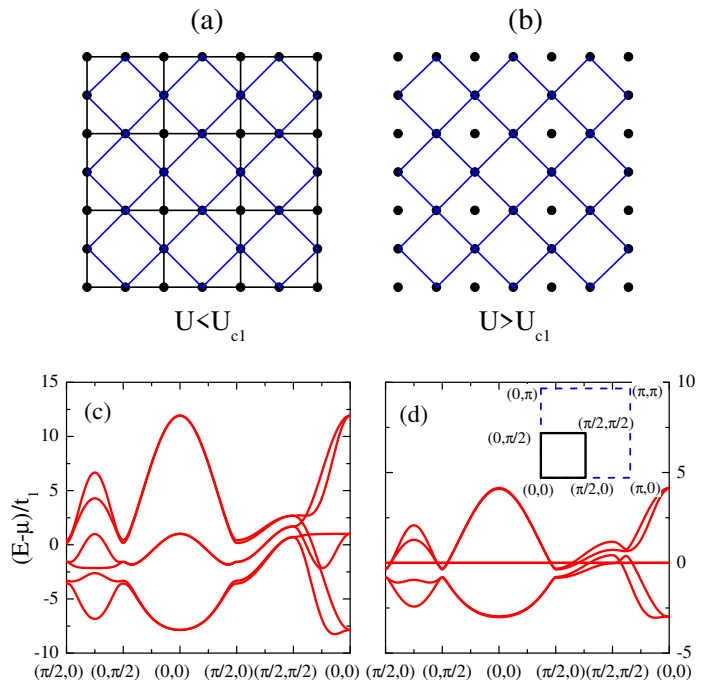 (a) (b)
U<U_c1 U>U_c1
15
10
5
0
-5
-10
(E-μ)/t_1
(c)
(π/2,0) (0,π/2) (0,0) (π/2,0) (π/2,π/2) (0,0)
(d)
(0,π) (π,π)
(0,π/2) (π/2,π/2)
(0,0) (π/2,0) (π,0)
10
5
0
-5
(π/2,0) (0,π/2) (0,0) (π/2,0) (π/2,π/2) (0,0)